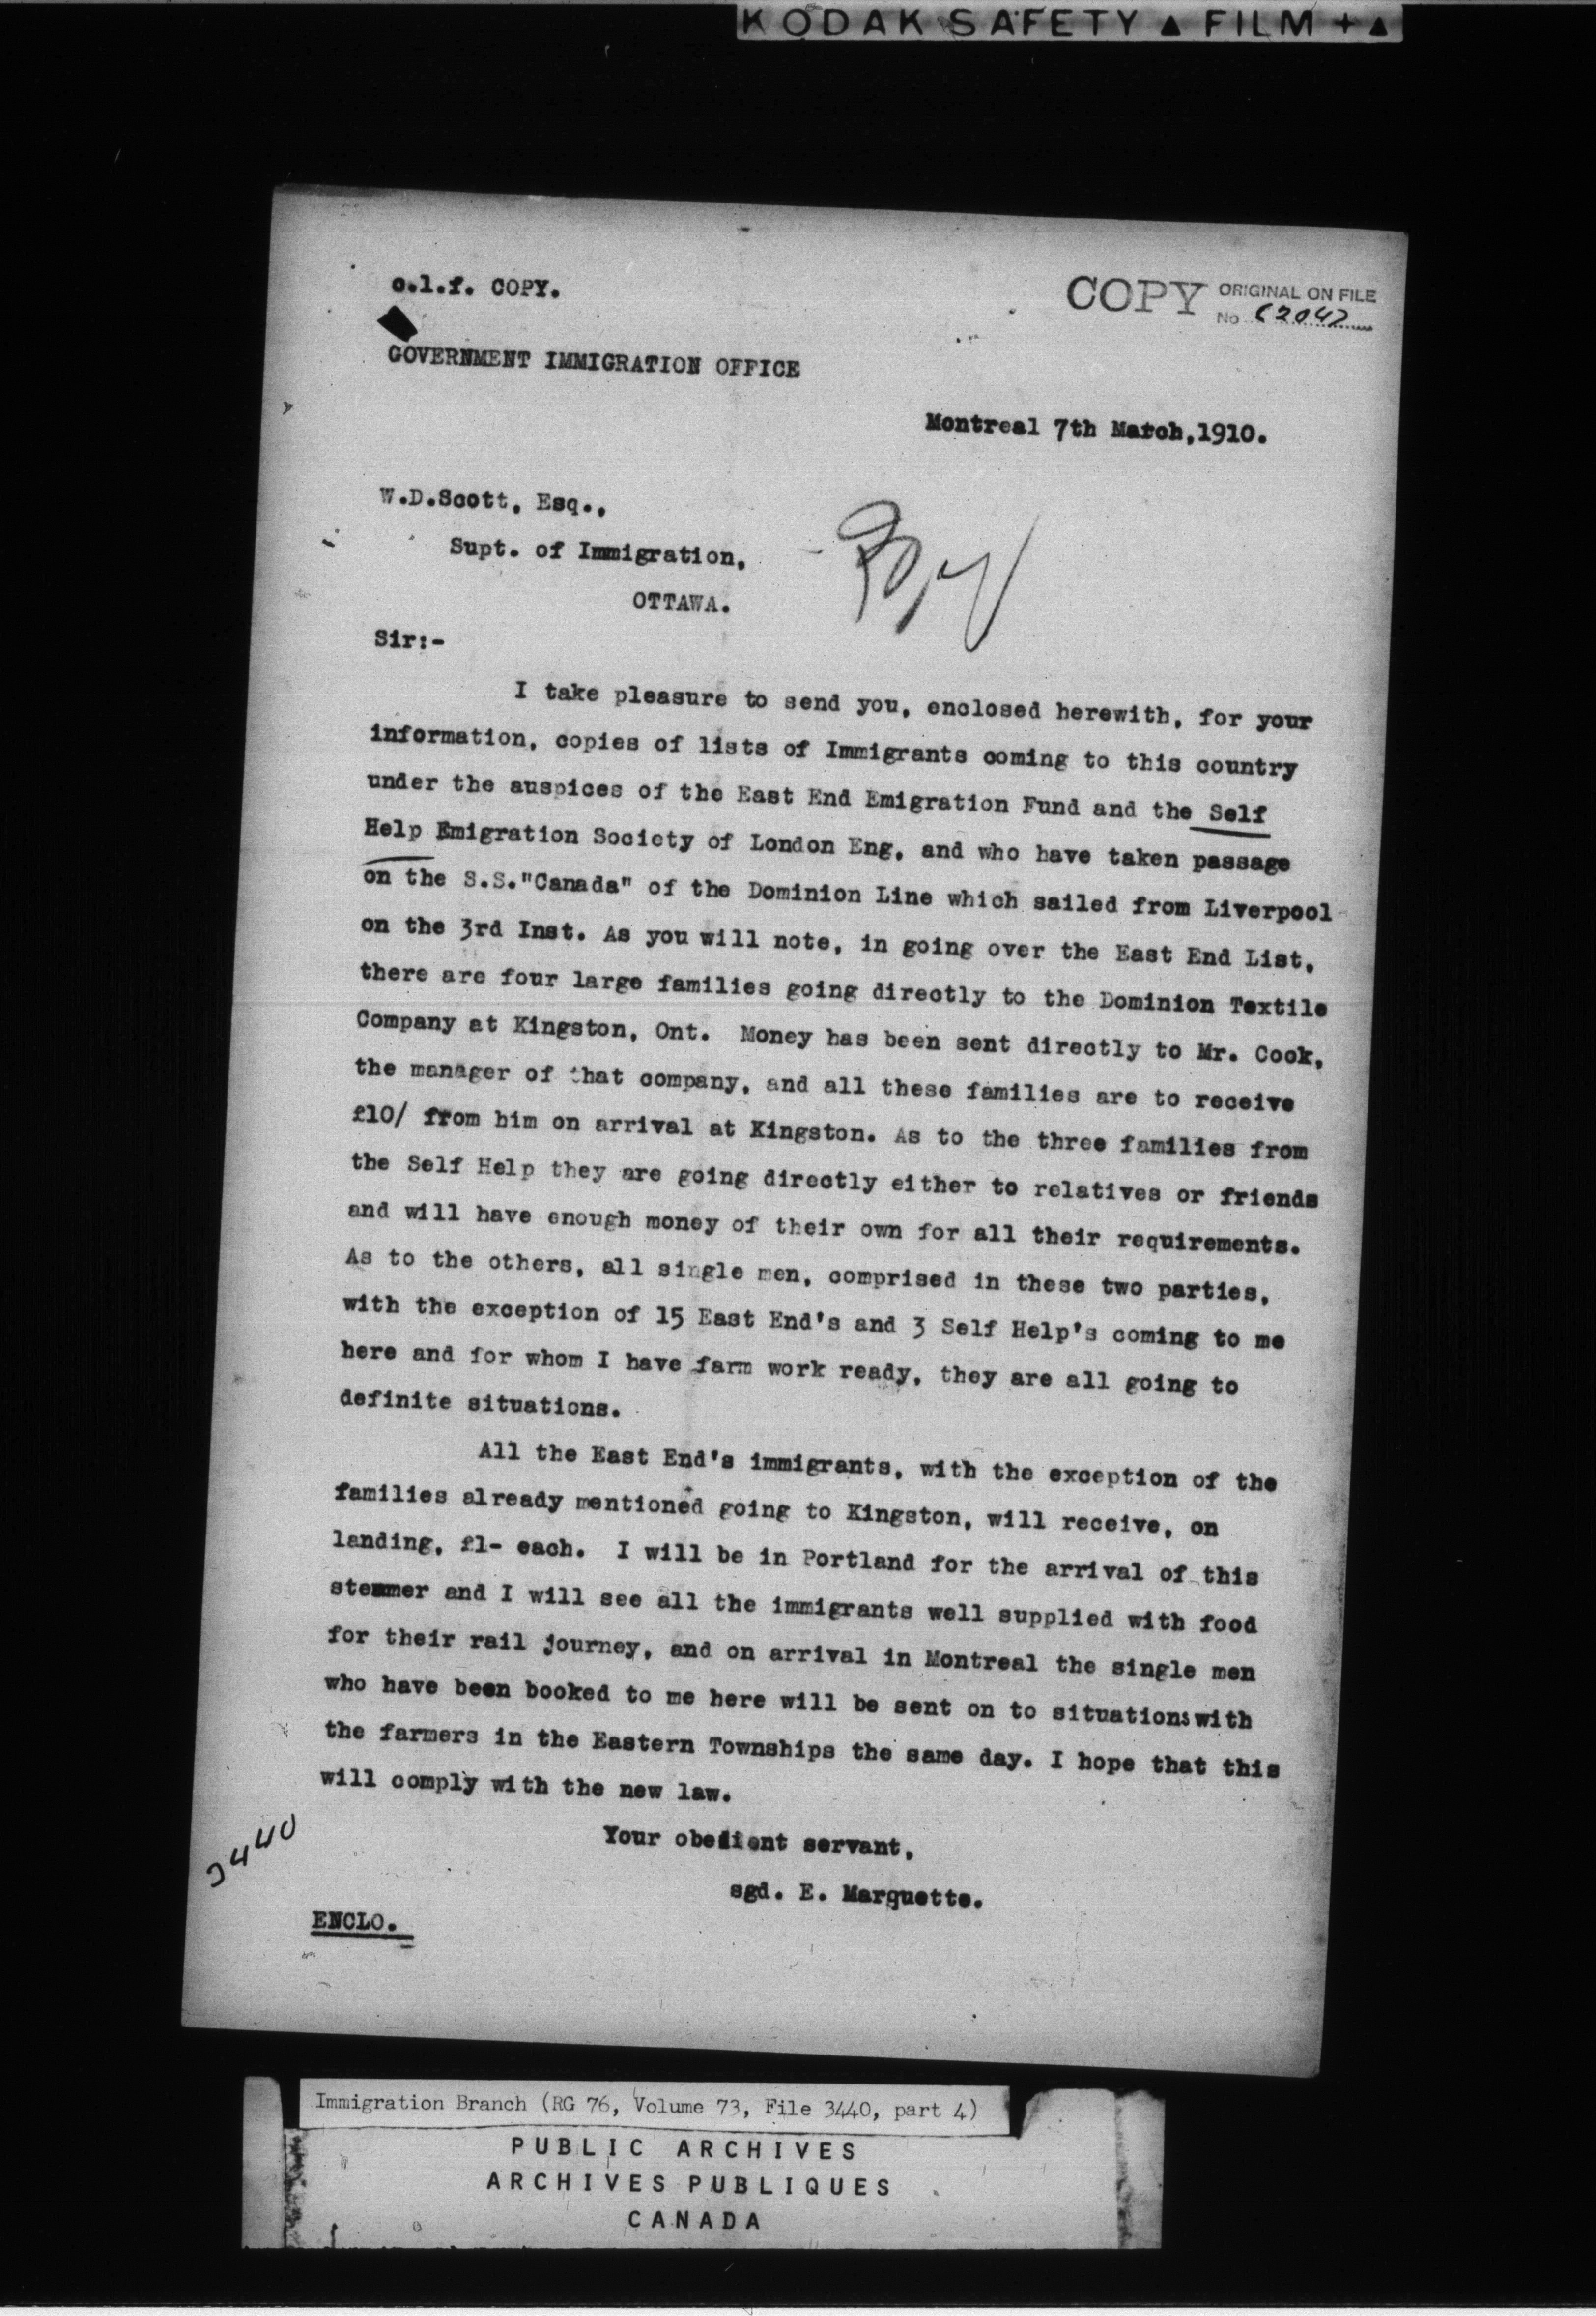 KODAK SAFETY ▲ FILM + ▲
c.l.f. COPY.
COPY ORIGINAL ON FILE
No
GOVERNMENT IMMIGRATION OFFICE
Montreal 7th March,1910.
W.D.Scott, Esq.,
Supt. of Immigration,
OTTAWA.
Sir:-
I take pleasure to send you, enclosed herewith, for your
information, copies of lists of Immigrants coming to this country
under the auspices of the East End Emigration Fund and the Self
Help Emigration Society of London Eng, and who have taken passage
on the S.S."Canada" of the Dominion Line which sailed from Liverpool
on the 3rd Inst. As you will note, in going over the East End List,
there are four large families going directly to the Dominion Textile
Company at Kingston, Ont. Money has been sent directly to Mr. Cook,
the manager of that company, and all these families are to receive
£10/ from him on arrival at Kingston. As to the three families from
the Self Help they are going directly either to relatives or friends
and will have enough money of their own for all their requirements.
As to the others, all single men, comprised in these two parties,
with the exception of 15 East End's and 3 Self Help's coming to me
here and for whom I have farm work ready, they are all going to
definite situations.
All the East End's immigrants, with the exception of the
families already mentioned going to Kingston, will receive, on
landing, £1- each. I will be in Portland for the arrival of this
steamer and I will see all the immigrants well supplied with food
for their rail journey, and on arrival in Montreal the single men
who have been booked to me here will be sent on to situations with
the farmers in the Eastern Townships the same day. I hope that this
will comply with the new law.
Your obedient servant,
sgd. E. Marquette.
3440
ENCLO.
Immigration Branch (RG 76, Volume 73, File 3440, part 4)
PUBLIC ARCHIVES
ARCHIVES PUBLIQUES
CANADA